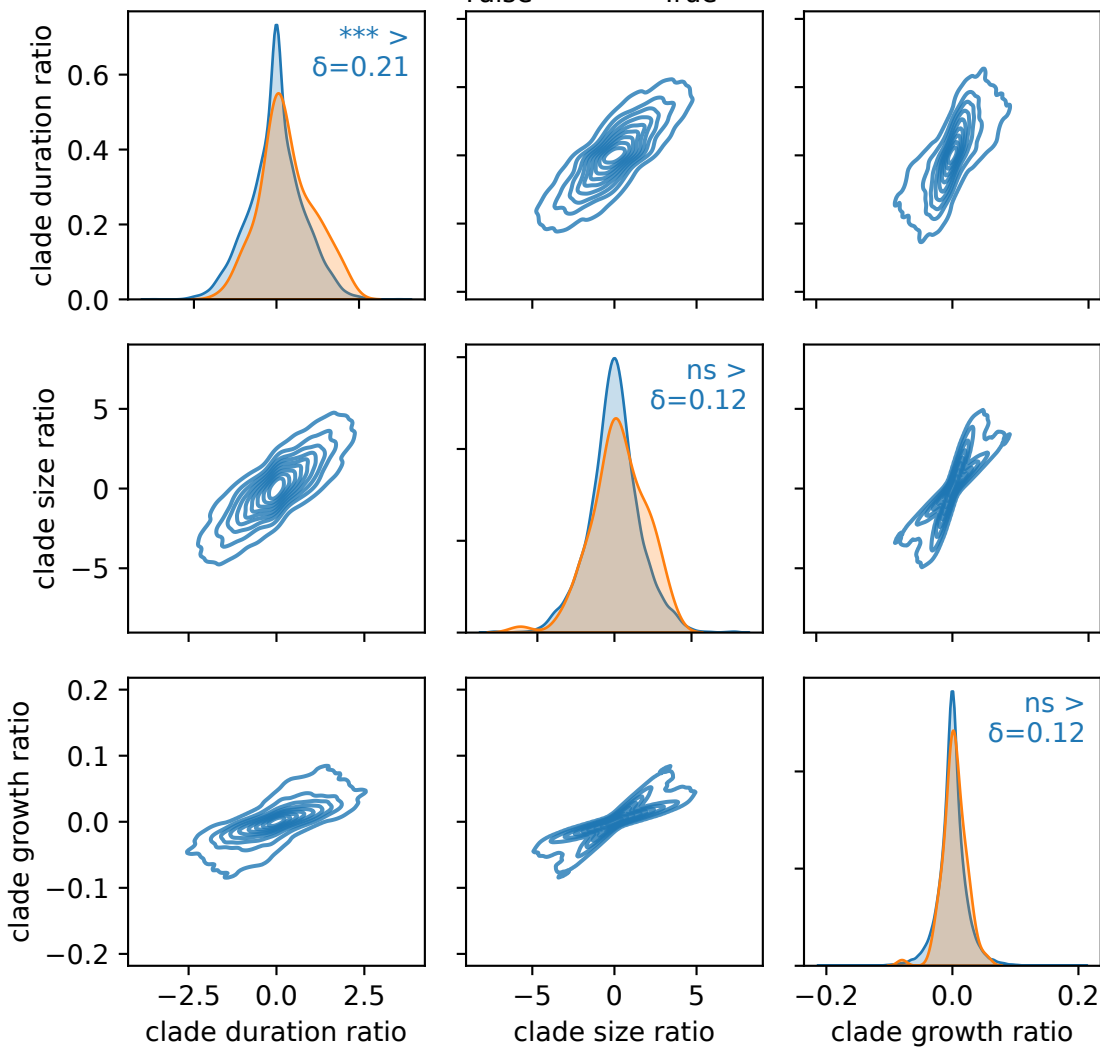 clade duration ratio
0.6
0.4
0.2
0.0
*** >
δ=0.21
clade size ratio
5
0
−5
ns >
δ=0.12
clade growth ratio
0.2
0.1
0.0
−0.1
−0.2
ns >
δ=0.12
−2.5 0.0 2.5
−5 0 5
−0.2 0.0 0.2
clade duration ratio
clade size ratio
clade growth ratio